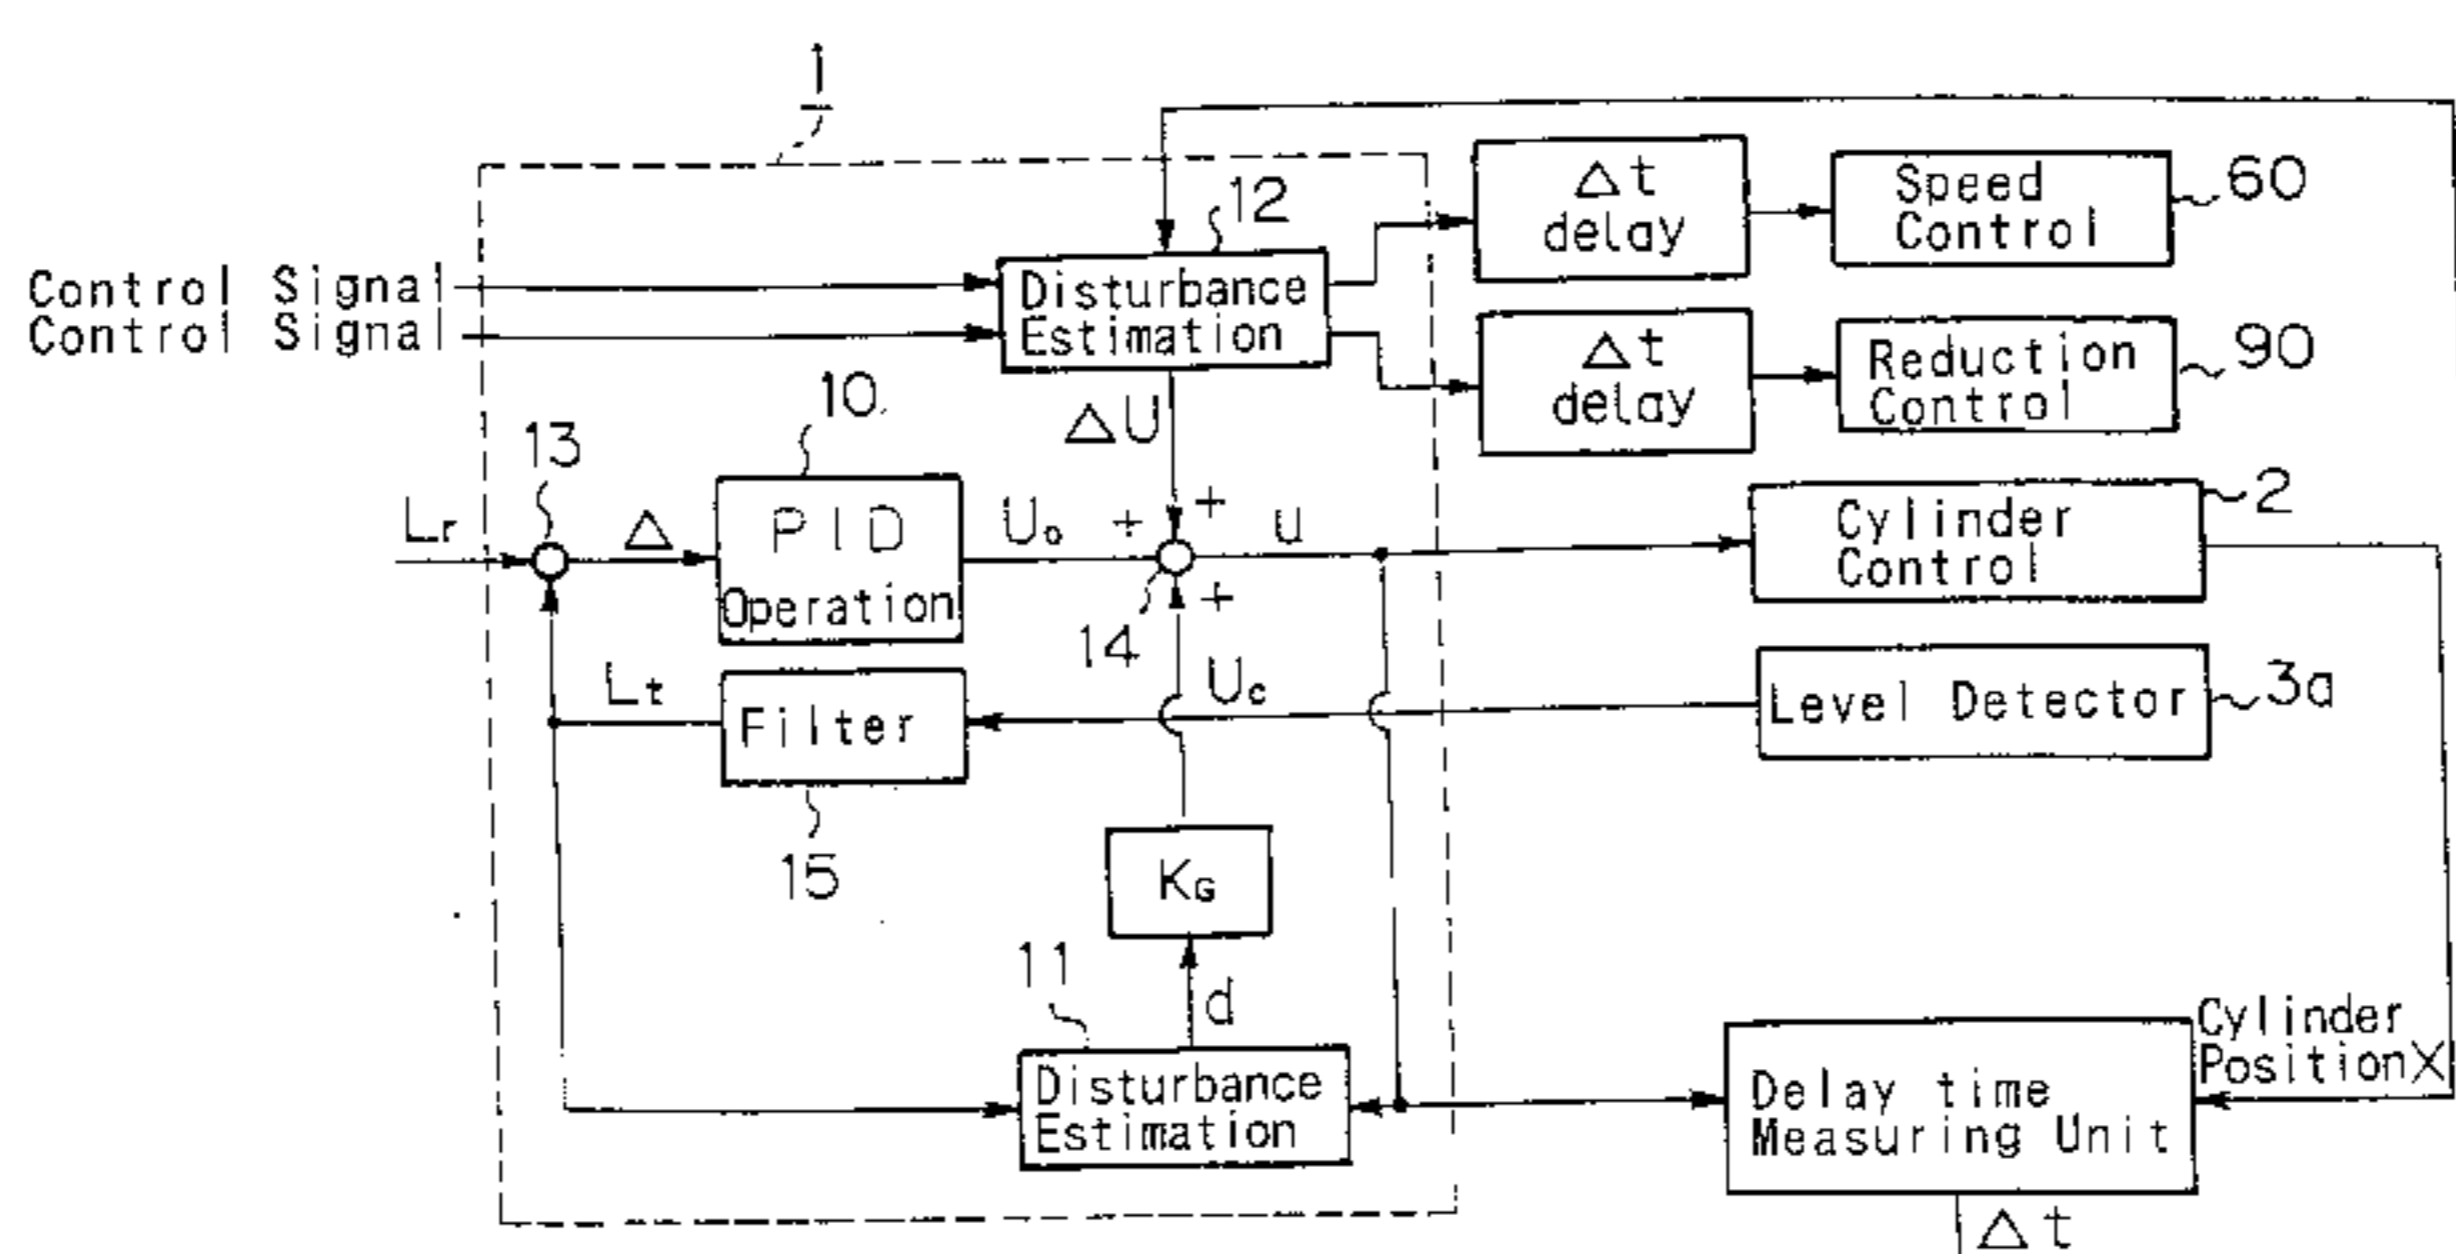 1
12
Δt
delay
Speed
Control
60
Control Signal
Control Signal
Disturbance
Estimation
Δt
delay
Reduction
Control
90
ΔU
10
13
Lr
Δ
PID
Operation
Uo
+
+
u
Cylinder
Control
2
14
+
Lt
Filter
Uc
Level Detector
3a
15
KG
11
d
Disturbance
Estimation
Delay time
Measuring Unit
Cylinder
Position X
Δt